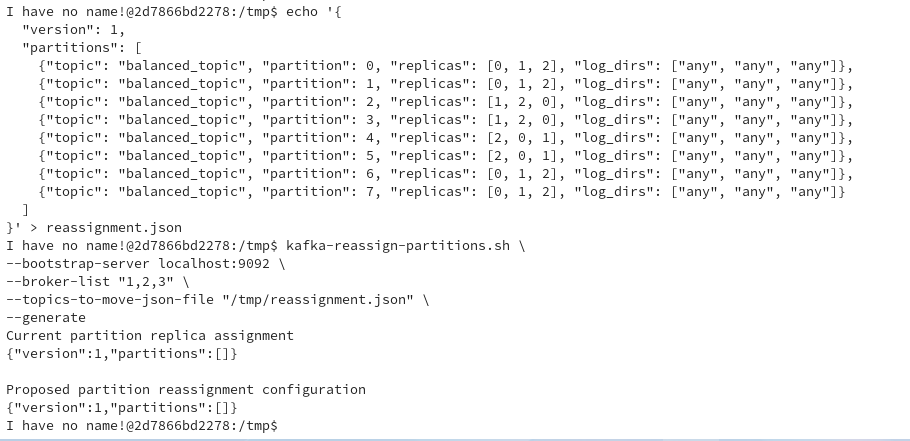 I have no name!@2d7866bd2278:/tmp$ echo '{
  "version": 1,
  "partitions": [
    {"topic": "balanced_topic", "partition": 0, "replicas": [0, 1, 2], "log_dirs": ["any", "any", "any"]},
    {"topic": "balanced_topic", "partition": 1, "replicas": [0, 1, 2], "log_dirs": ["any", "any", "any"]},
    {"topic": "balanced_topic", "partition": 2, "replicas": [1, 2, 0], "log_dirs": ["any", "any", "any"]},
    {"topic": "balanced_topic", "partition": 3, "replicas": [1, 2, 0], "log_dirs": ["any", "any", "any"]},
    {"topic": "balanced_topic", "partition": 4, "replicas": [2, 0, 1], "log_dirs": ["any", "any", "any"]},
    {"topic": "balanced_topic", "partition": 5, "replicas": [2, 0, 1], "log_dirs": ["any", "any", "any"]},
    {"topic": "balanced_topic", "partition": 6, "replicas": [0, 1, 2], "log_dirs": ["any", "any", "any"]},
    {"topic": "balanced_topic", "partition": 7, "replicas": [0, 1, 2], "log_dirs": ["any", "any", "any"]}
  ]
}' > reassignment.json
I have no name!@2d7866bd2278:/tmp$ kafka-reassign-partitions.sh \
--bootstrap-server localhost:9092 \
--broker-list "1,2,3" \
--topics-to-move-json-file "/tmp/reassignment.json" \
--generate
Current partition replica assignment
{"version":1,"partitions":[]}

Proposed partition reassignment configuration
{"version":1,"partitions":[]}
I have no name!@2d7866bd2278:/tmp$